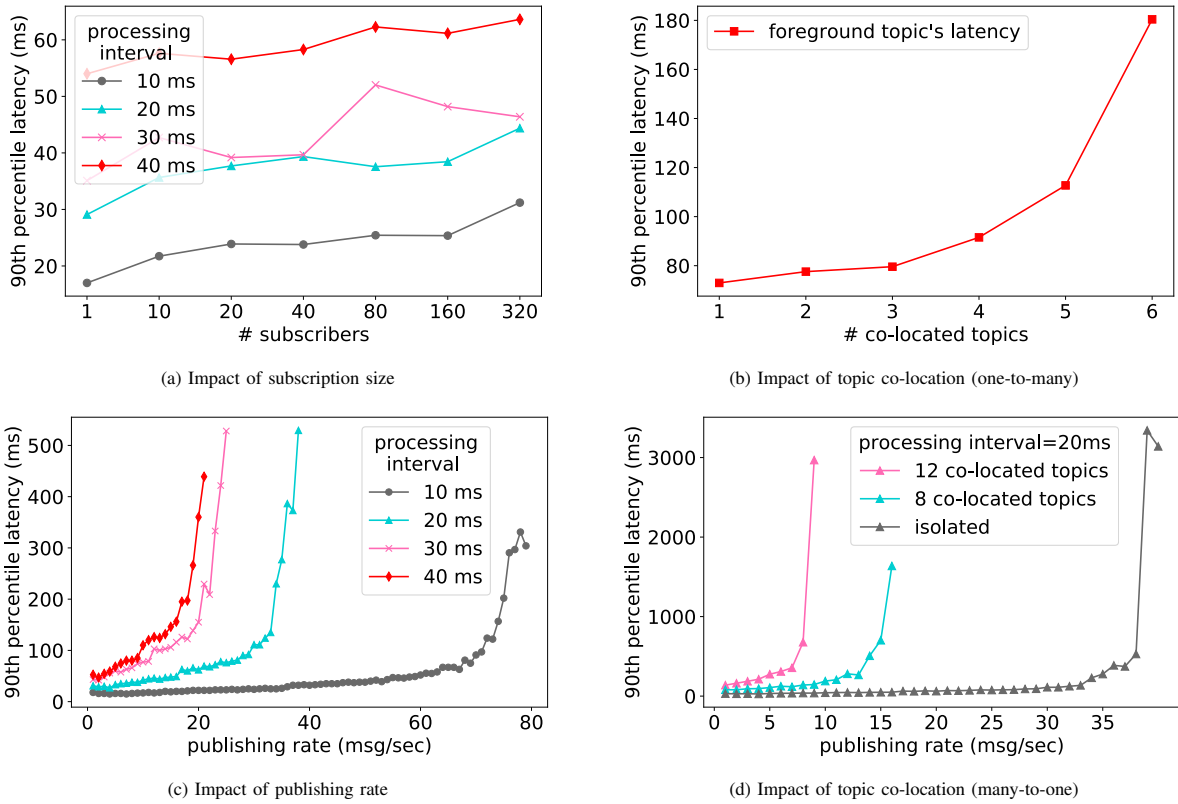 90th percentile latency (ms)
60
50
40
30
20
processing
interval
10 ms
20 ms
30 ms
40 ms
1
10
20
40
80
160
320
# subscribers
(a) Impact of subscription size
90th percentile latency (ms)
180
160
140
120
100
80
foreground topic's latency
1
2
3
4
5
6
# co-located topics
(b) Impact of topic co-location (one-to-many)
90th percentile latency (ms)
500
400
300
200
100
0
processing
interval
10 ms
20 ms
30 ms
40 ms
0
20
40
60
80
publishing rate (msg/sec)
(c) Impact of publishing rate
90th percentile latency (ms)
3000
2000
1000
0
processing interval=20ms
12 co-located topics
8 co-located topics
isolated
0
5
10
15
20
25
30
35
publishing rate (msg/sec)
(d) Impact of topic co-location (many-to-one)